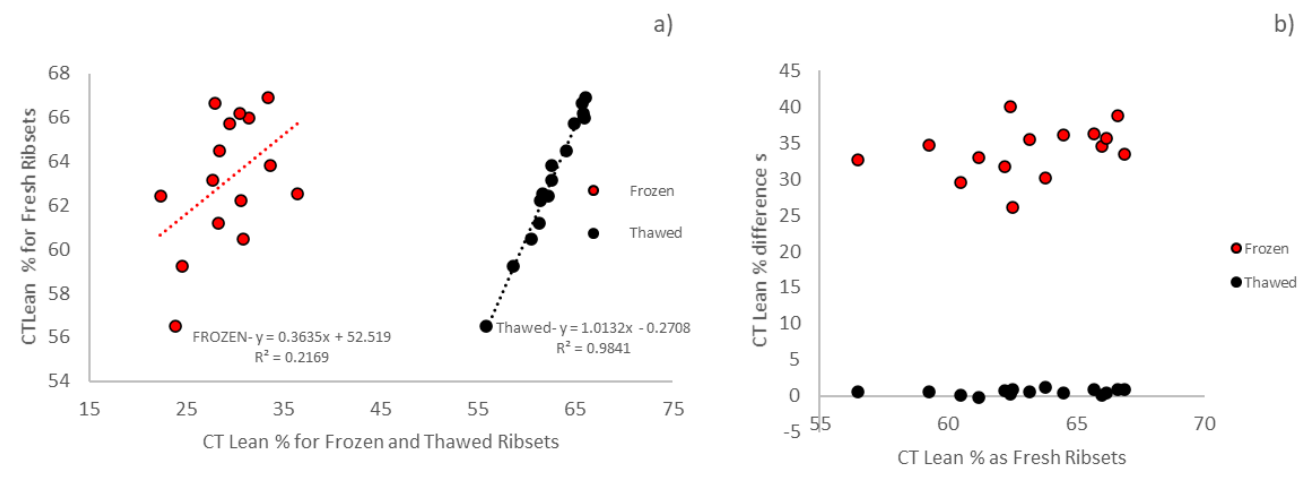 a)
CTLean % for Fresh Ribsets
68
66
64
62
60
58
56
54
15 25 35 45 55 65 75
CT Lean % for Frozen and Thawed Ribsets
Frozen
Thawed
FROZEN- y = 0.3635x + 52.519
R² = 0.2169
Thawed- y = 1.0132x - 0.2708
R² = 0.9841
b)
CT Lean % difference s
45
40
35
30
25
20
15
10
5
0
-5
55 60 65 70
CT Lean % as Fresh Ribsets
Frozen
Thawed